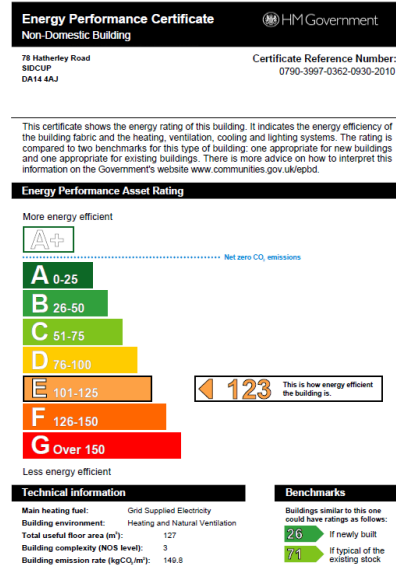 Energy Performance Certificate
HM Government
Non-Domestic Building
78 Hatherley Road
SIDCUP
DA14 4AJ
Certificate Reference Number:
0790-3997-0362-0930-2010
This certificate shows the energy rating of this building. It indicates the energy efficiency of
the building fabric and the heating, ventilation, cooling and lighting systems. The rating is
compared to two benchmarks for this type of building: one appropriate for new buildings
and one appropriate for existing buildings. There is more advice on how to interpret this
information on the Government's website www.communities.gov.uk/epbd.
Energy Performance Asset Rating
More energy efficient
A+
Net zero CO₂ emissions
A 0-25
B 26-50
C 51-75
D 76-100
E 101-125
123 This is how energy efficient
the building is.
F 126-150
G Over 150
Less energy efficient
Technical information
Main heating fuel: Grid Supplied Electricity
Building environment: Heating and Natural Ventilation
Total useful floor area (m²): 127
Building complexity (NOS level): 3
Building emission rate (kgCO₂/m²): 149.8
Benchmarks
Buildings similar to this one
could have ratings as follows:
26 If newly built
71 If typical of the
existing stock